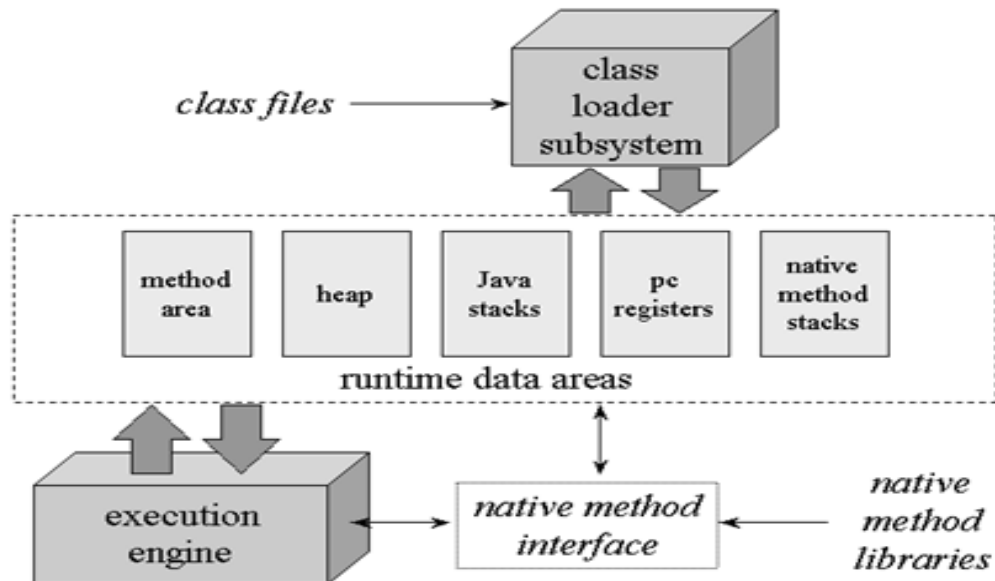 class
loader
subsystem
class files
method
area
heap
Java
stacks
pc
registers
native
method
stacks
runtime data areas
execution
engine
native method
interface
native
method
libraries